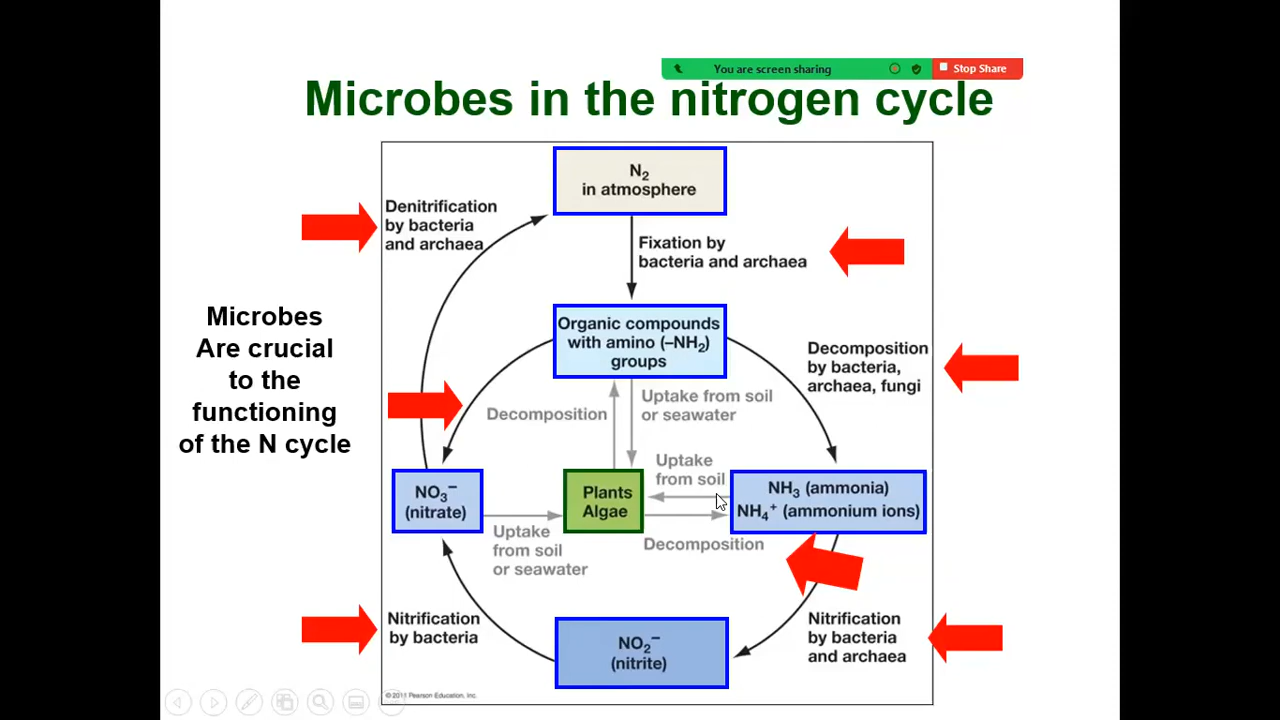 You are screen sharing
Stop Share
Microbes in the nitrogen cycle
N₂
in atmosphere
Denitrification
by bacteria
and archaea
Fixation by
bacteria and archaea
Microbes
Are crucial
to the
functioning
of the N cycle
Organic compounds
with amino (–NH₂)
groups
Decomposition
by bacteria,
archaea, fungi
Decomposition
Uptake from soil
or seawater
Uptake
from soil
NO₃⁻
(nitrate)
Plants
Algae
NH₃ (ammonia)
NH₄⁺ (ammonium ions)
Uptake
from soil
or seawater
Decomposition
Nitrification
by bacteria
NO₂⁻
(nitrite)
Nitrification
by bacteria
and archaea
© 2011 Pearson Education, Inc.